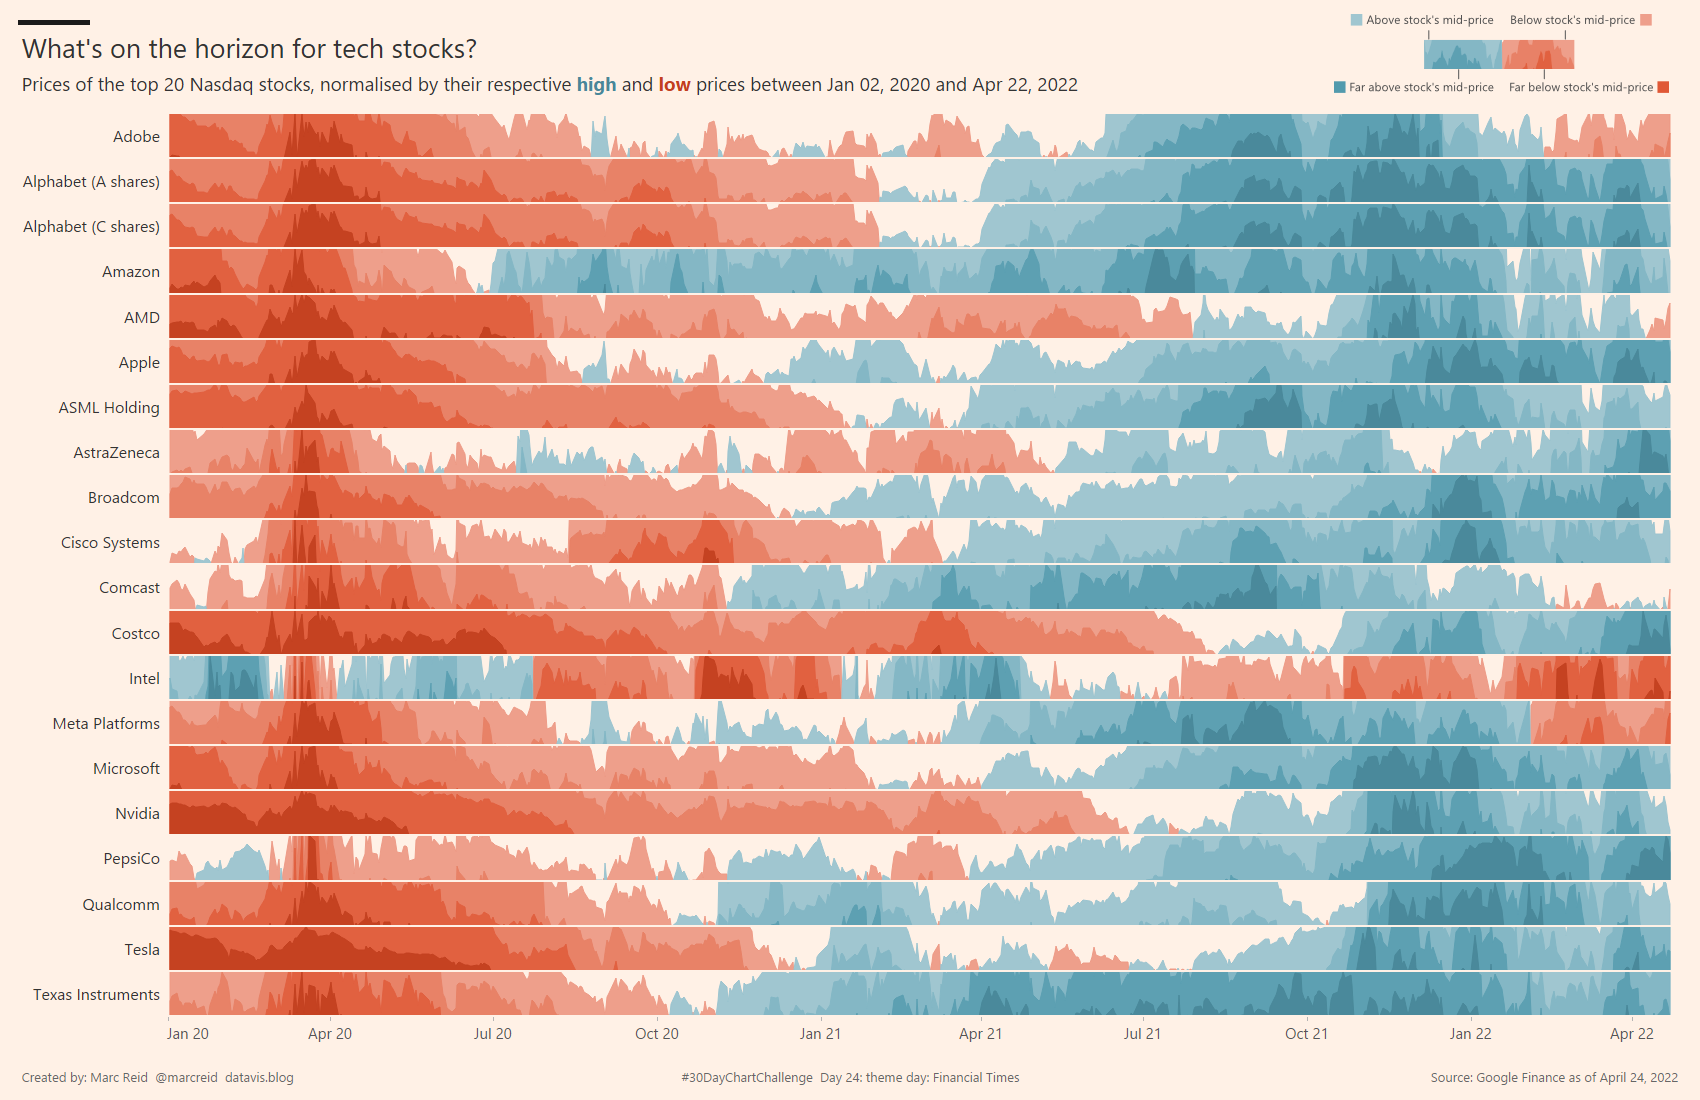 Above stock's mid-price Below stock's mid-price
What's on the horizon for tech stocks?
Prices of the top 20 Nasdaq stocks, normalised by their respective high and low prices between Jan 02, 2020 and Apr 22, 2022
Far above stock's mid-price Far below stock's mid-price
Adobe
Alphabet (A shares)
Alphabet (C shares)
Amazon
AMD
Apple
ASML Holding
AstraZeneca
Broadcom
Cisco Systems
Comcast
Costco
Intel
Meta Platforms
Microsoft
Nvidia
PepsiCo
Qualcomm
Tesla
Texas Instruments
Jan 20 Apr 20 Jul 20 Oct 20 Jan 21 Apr 21 Jul 21 Oct 21 Jan 22 Apr 22
Created by: Marc Reid @marcreid datavis.blog #30DayChartChallenge Day 24: theme day: Financial Times Source: Google Finance as of April 24, 2022